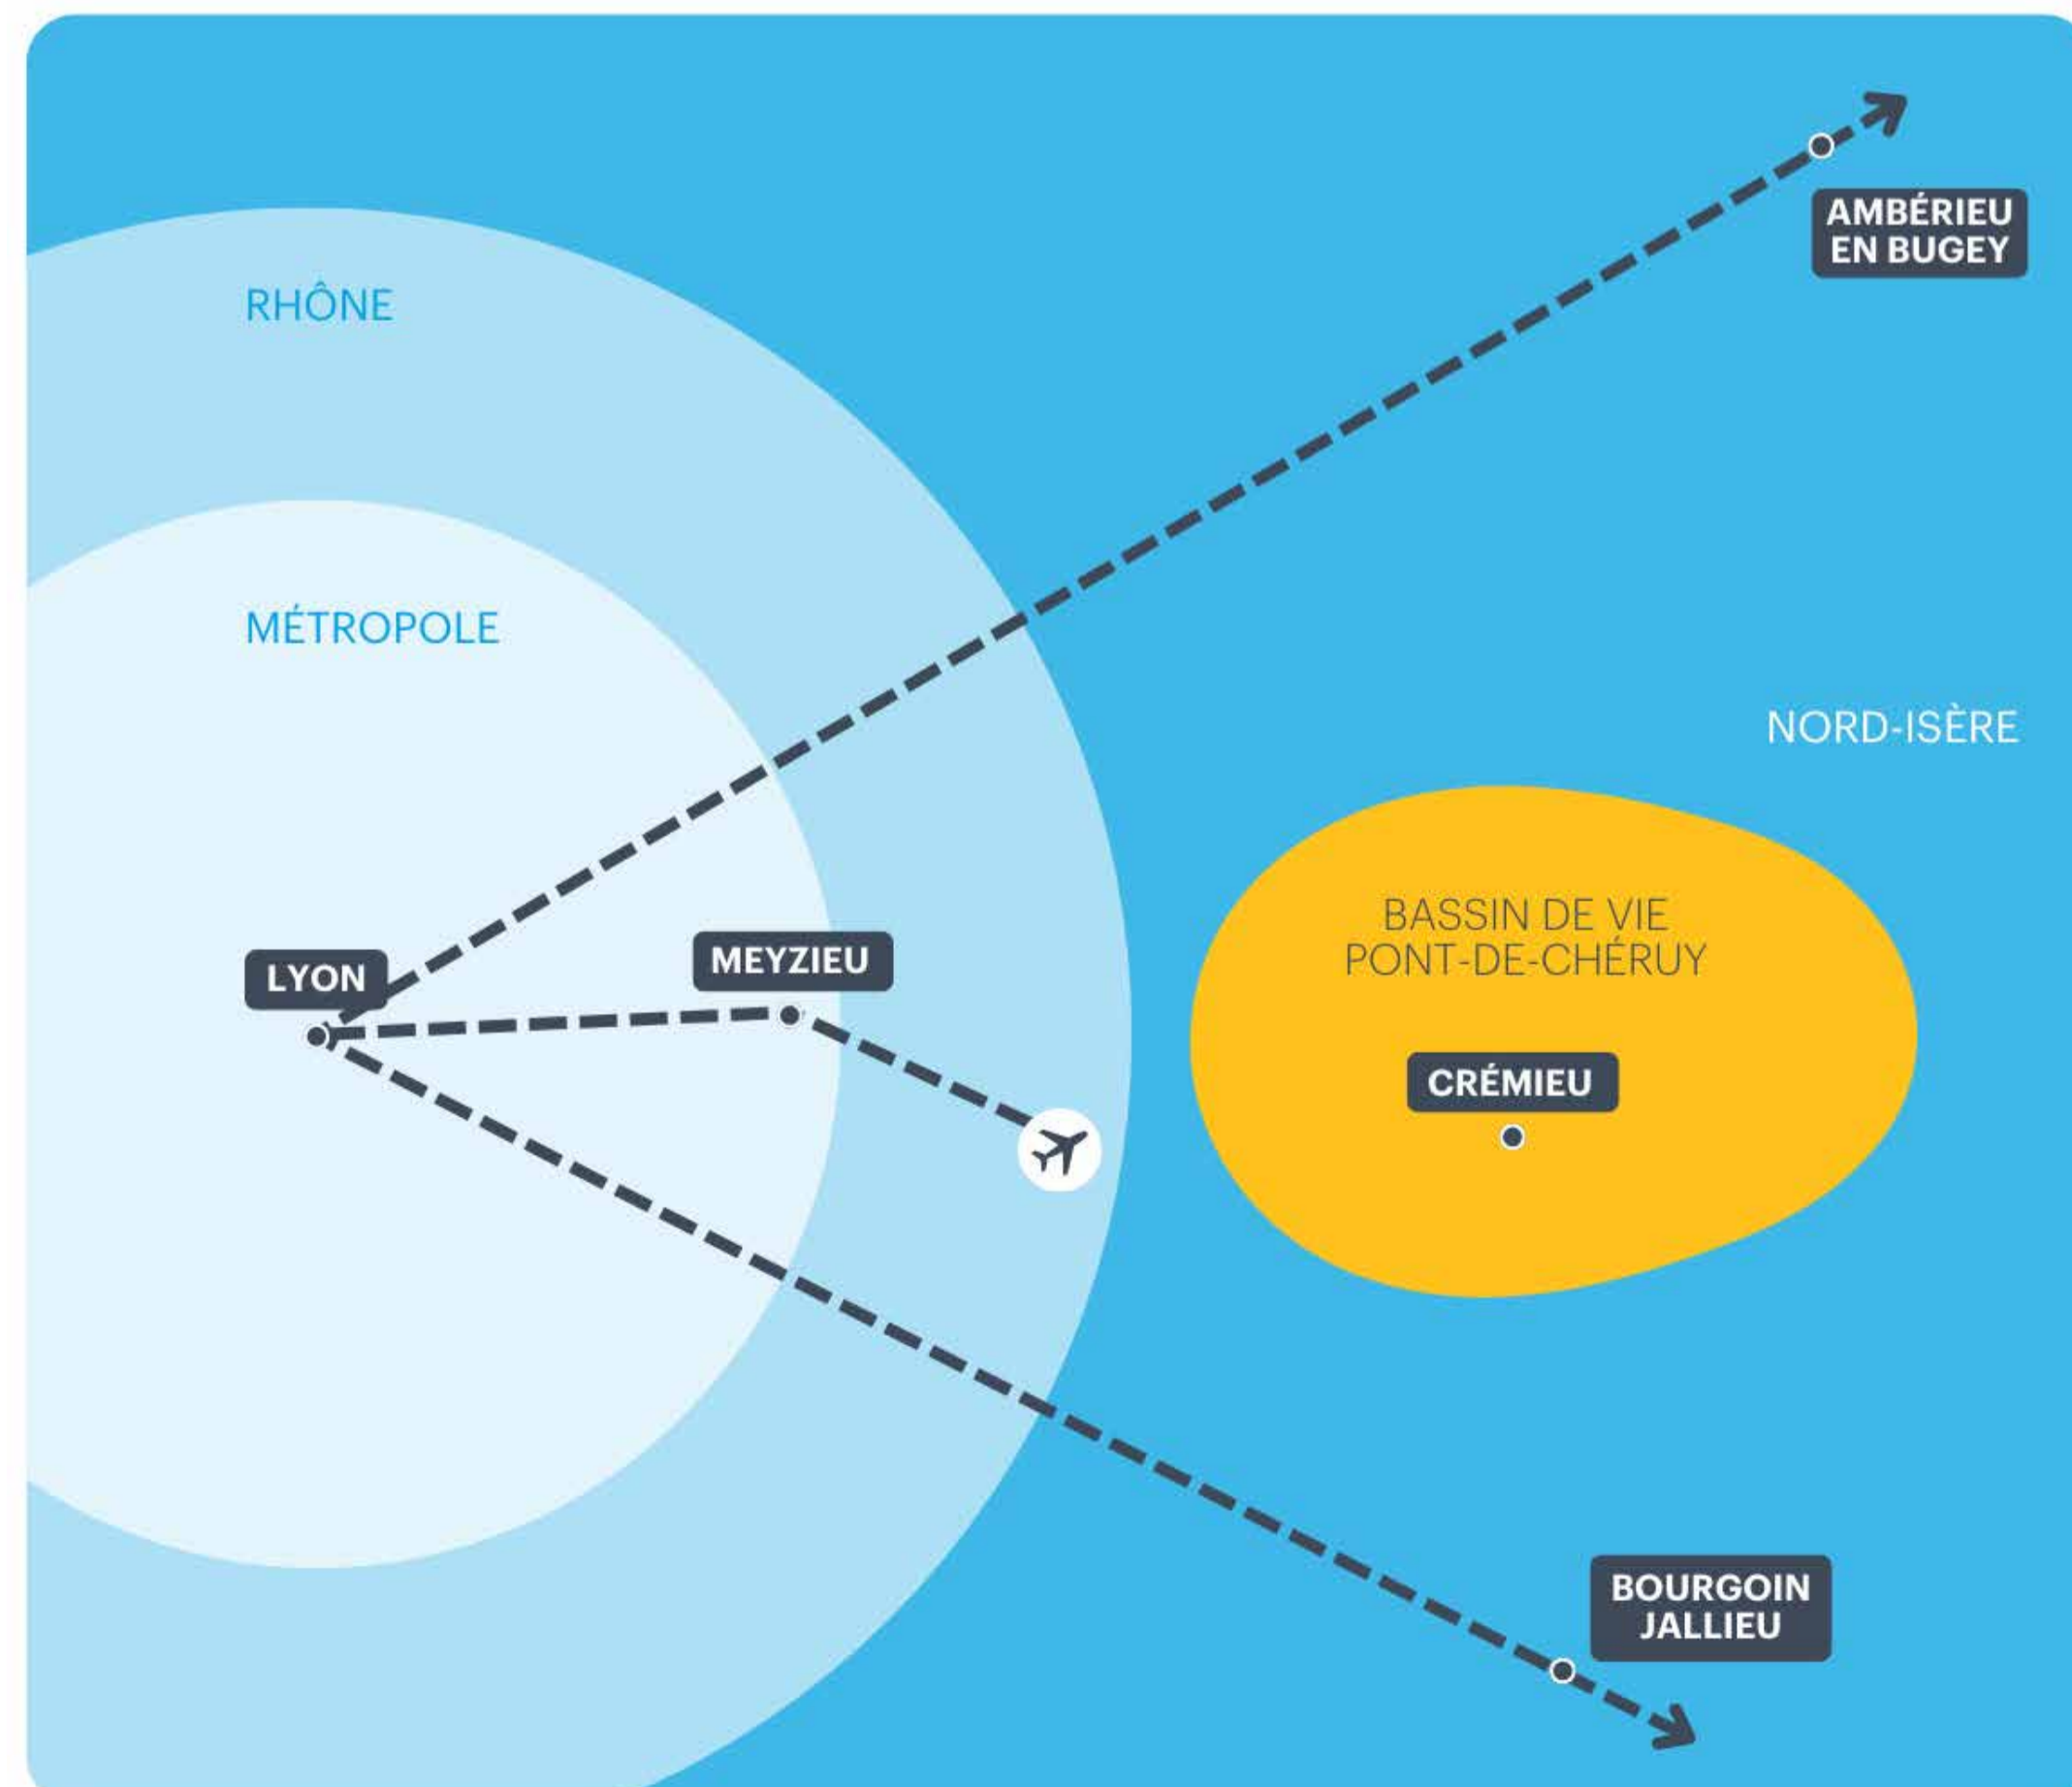 AMBÉRIEU
EN BUGEY
RHÔNE
MÉTROPOLE
NORD-ISÈRE
BASSIN DE VIE
PONT-DE-CHÉRUY
LYON
MEYZIEU
CRÉMIEU
BOURGOIN
JALLIEU